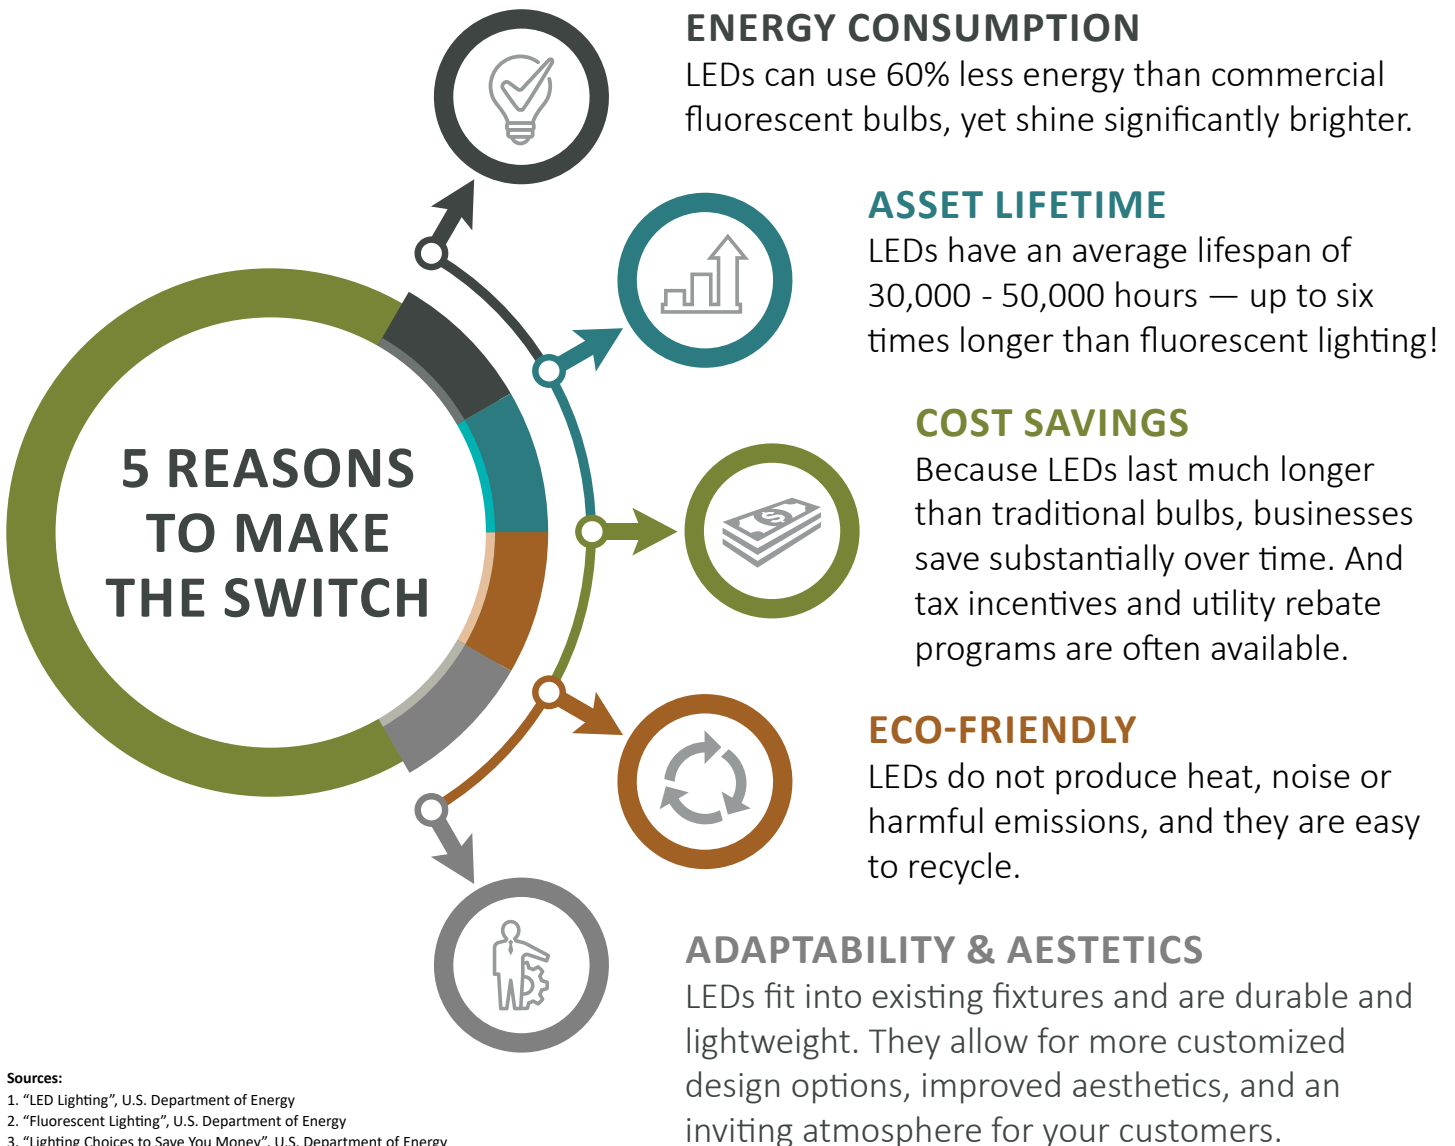 ENERGY CONSUMPTION
LEDs can use 60% less energy than commercial
fluorescent bulbs, yet shine significantly brighter.
ASSET LIFETIME
LEDs have an average lifespan of
30,000 - 50,000 hours — up to six
times longer than fluorescent lighting!
5 REASONS
TO MAKE
THE SWITCH
COST SAVINGS
Because LEDs last much longer
than traditional bulbs, businesses
save substantially over time. And
tax incentives and utility rebate
programs are often available.
ECO-FRIENDLY
LEDs do not produce heat, noise or
harmful emissions, and they are easy
to recycle.
ADAPTABILITY & AESTETICS
LEDs fit into existing fixtures and are durable and
lightweight. They allow for more customized
design options, improved aesthetics, and an
inviting atmosphere for your customers.
Sources:
1. “LED Lighting”, U.S. Department of Energy
2. “Fluorescent Lighting”, U.S. Department of Energy
3. “Lighting Choices to Save You Money”, U.S. Department of Energy